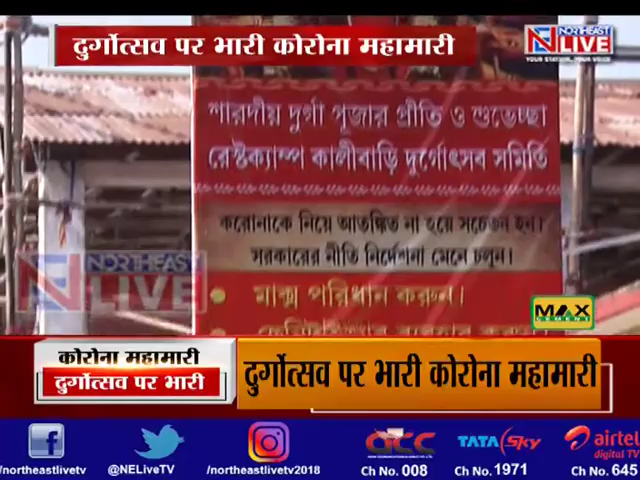 दुर्गोत्सव पर भारी कोरोना महामारी
NORTHEAST
LIVE
YOUR STATION, YOUR VOICE
শারদীয় দুর্গা পূজার প্রীতি ও শুভেচ্ছা
রেস্টক্যাম্প কালীবাড়ি দুর্গোৎসব সমিতি
করোনাকে নিয়ে আতঙ্কিত না হয়ে সচেতন হন।
সরকারের নীতি নির্দেশনা মেনে চলুন।
NORTHEAST
LIVE
মাস্ক পরিধান করুন।
MAX
CEMENT
कोरोना महामारी
दुर्गोत्सव पर भारी
दुर्गोत्सव पर भारी कोरोना महामारी
/northeastlivetv
@NELiveTV
/northeastlivetv2018
ACC
Ch No. 008
TATA Sky
Ch No. 1971
airtel
digital TV
Ch No. 645